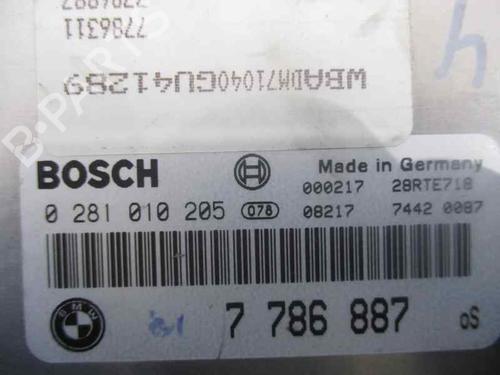 7786311
WBADM71040GU41289
BOSCH
Made in Germany
0 281 010 205 078
000217 28RTE718
08217 7442 0087
BMW
7 786 887 oS